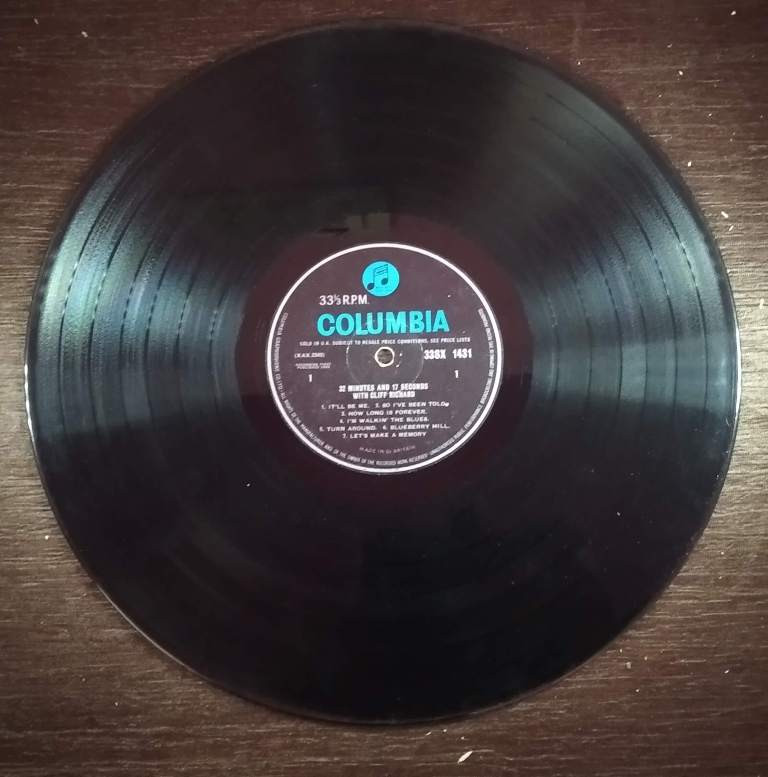 33⅓ R.P.M.
COLUMBIA
SOLD IN U.K. SUBJECT TO RESALE PRICE CONDITIONS, SEE PRICE LISTS
33SX 1431
1
1
32 MINUTES AND 17 SECONDS
WITH CLIFF RICHARD
1. IT'LL BE ME. 2. SO I'VE BEEN TOLD
3. HOW LONG IS FOREVER.
4. I'M WALKIN' THE BLUES.
5. TURN AROUND. 6. BLUEBERRY HILL.
7. LET'S MAKE A MEMORY
MADE IN GT BRITAIN